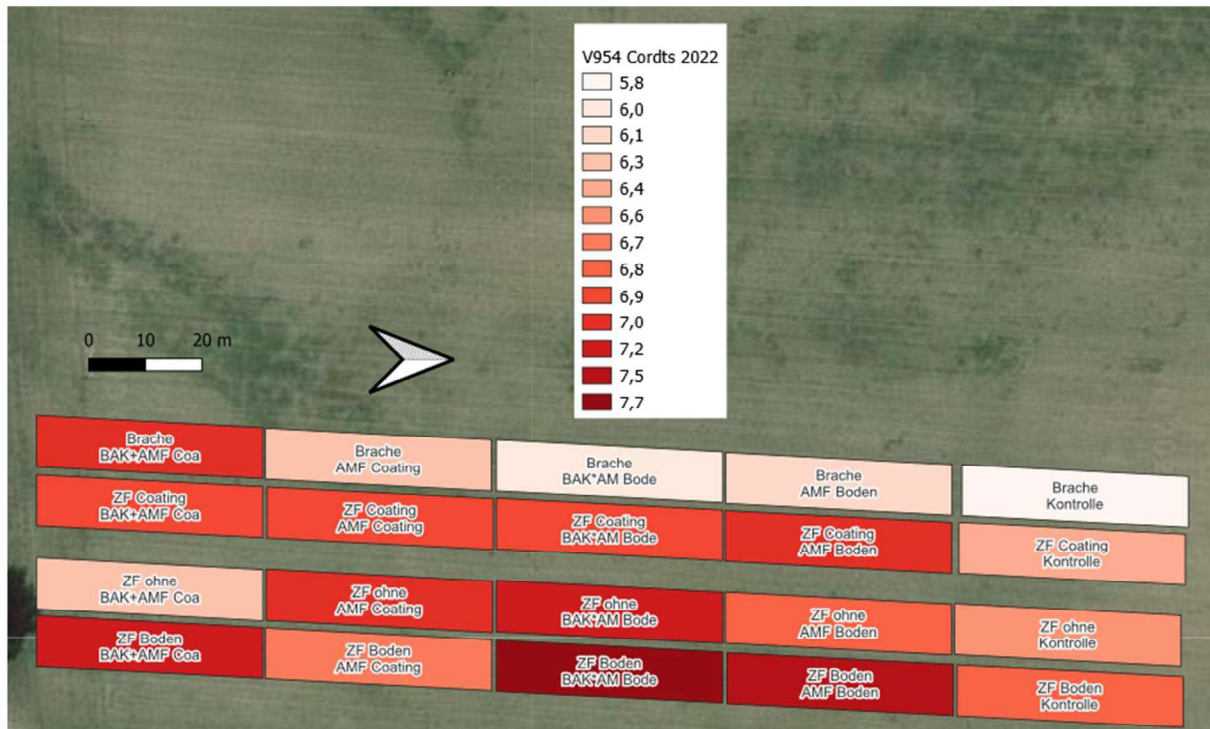 V954 Cordts 2022
5,8
6,0
6,1
6,3
6,4
6,6
6,7
6,8
6,9
7,0
7,2
7,5
7,7
0 10 20 m
Brache
BAK+AMF Coa
Brache
AMF Coating
Brache
BAK*AM Bode
Brache
AMF Boden
Brache
Kontrolle
ZF Coating
BAK+AMF Coa
ZF Coating
AMF Coating
ZF Coating
BAK*AM Bode
ZF Coating
AMF Boden
ZF Coating
Kontrolle
ZF ohne
BAK+AMF Coa
ZF ohne
AMF Coating
ZF ohne
BAK*AM Bode
ZF ohne
AMF Boden
ZF ohne
Kontrolle
ZF Boden
BAK+AMF Coa
ZF Boden
AMF Coating
ZF Boden
BAK*AM Bode
ZF Boden
AMF Boden
ZF Boden
Kontrolle